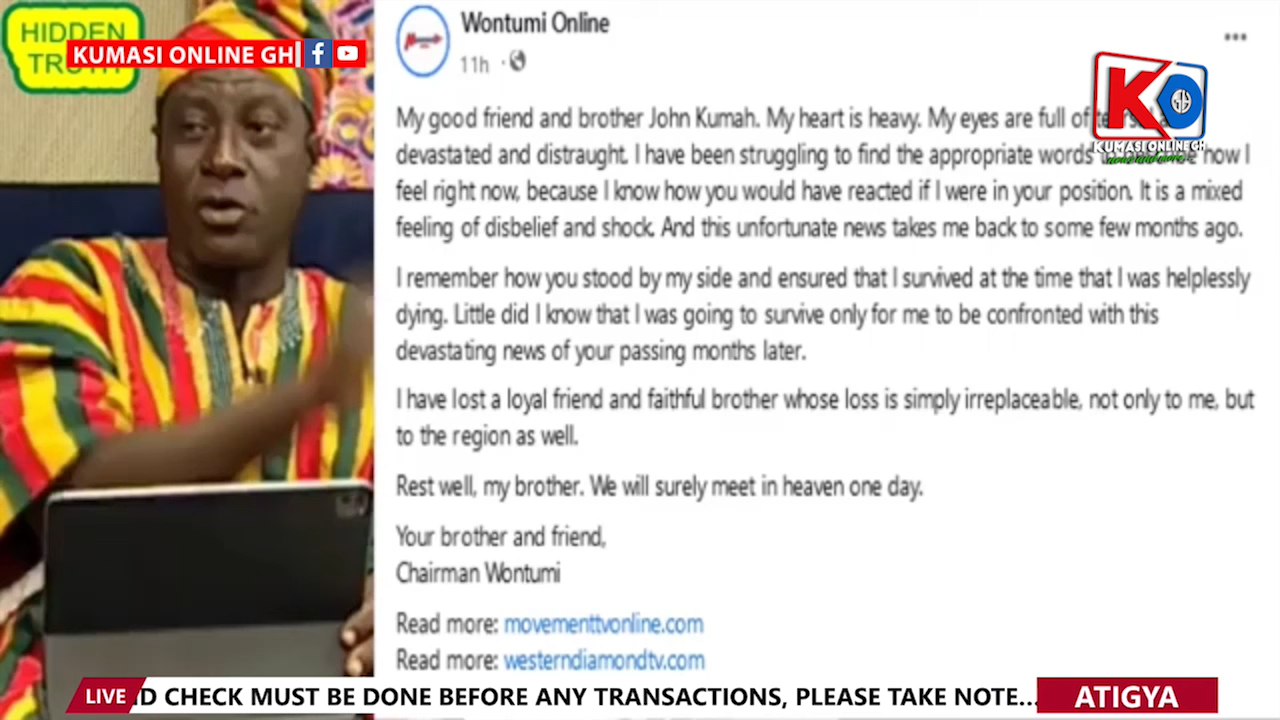 HIDDEN
TRUTH
KUMASI ONLINE GH
Wontumi Online
11h
KO
KUMASI ONLINE GH
My good friend and brother John Kumah. My heart is heavy. My eyes are full of
devastated and distraught. I have been struggling to find the appropriate words how I
feel right now, because I know how you would have reacted if I were in your position. It is a mixed
feeling of disbelief and shock. And this unfortunate news takes me back to some few months ago.
I remember how you stood by my side and ensured that I survived at the time that I was helplessly
dying. Little did I know that I was going to survive only for me to be confronted with this
devastating news of your passing months later.
I have lost a loyal friend and faithful brother whose loss is simply irreplaceable, not only to me, but
to the region as well.
Rest well, my brother. We will surely meet in heaven one day.
Your brother and friend,
Chairman Wontumi
Read more: movementtvonline.com
Read more: westerndiamondtv.com
LIVE
D CHECK MUST BE DONE BEFORE ANY TRANSACTIONS, PLEASE TAKE NOTE...
ATIGYA